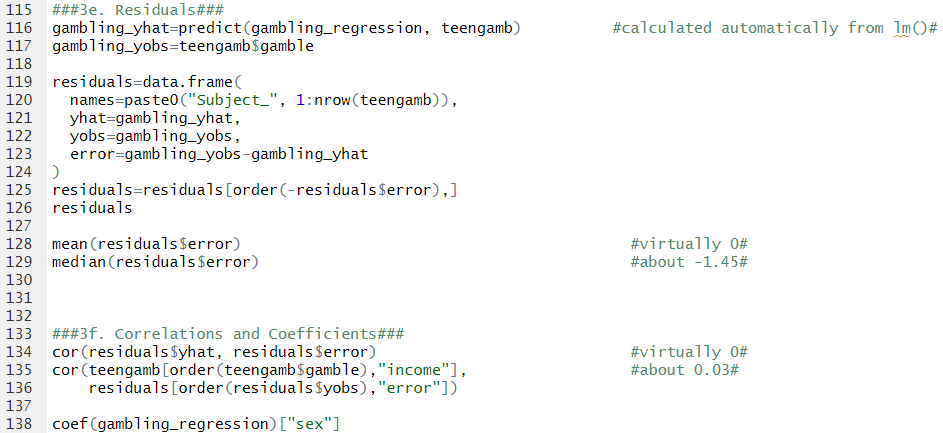 115 ###3e. Residuals###
116 gambling_yhat=predict(gambling_regression, teengamb) #calculated automatically from lm()#
117 gambling_yobs=teengamb$gamble
118
119 residuals=data.frame(
120 names=paste0("Subject_", 1:nrow(teengamb)),
121 yhat=gambling_yhat,
122 yobs=gambling_yobs,
123 error=gambling_yobs-gambling_yhat
124 )
125 residuals=residuals[order(-residuals$error),]
126 residuals
127
128 mean(residuals$error) #virtually 0#
129 median(residuals$error) #about -1.45#
130
131
132
133 ###3f. Correlations and Coefficients###
134 cor(residuals$yhat, residuals$error) #virtually 0#
135 cor(teengamb[order(teengamb$gamble),"income"], #about 0.03#
136 residuals[order(residuals$yobs),"error"])
137
138 coef(gambling_regression)["sex"]